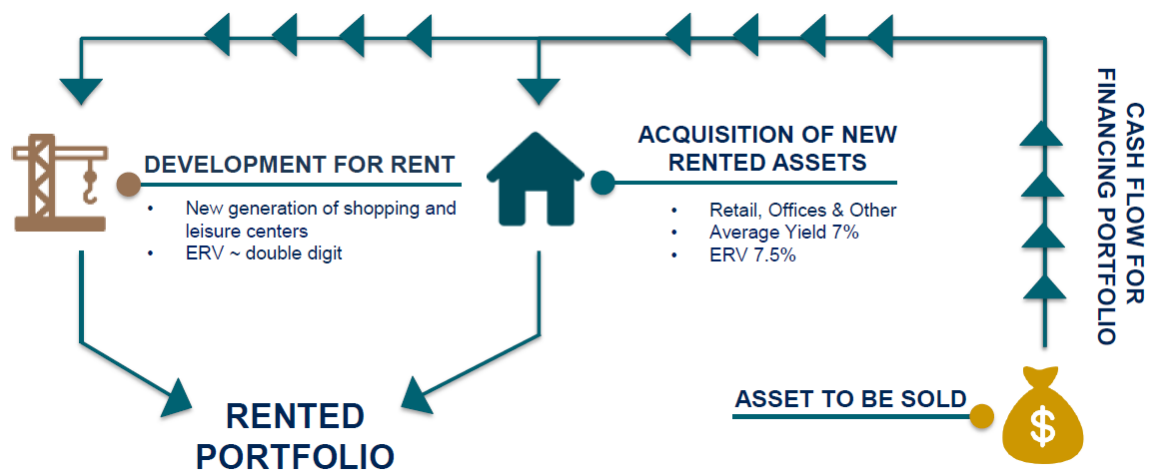 DEVELOPMENT FOR RENT
• New generation of shopping and
leisure centers
• ERV ~ double digit
ACQUISITION OF NEW
RENTED ASSETS
• Retail, Offices & Other
• Average Yield 7%
• ERV 7.5%
CASH FLOW FOR
FINANCING PORTFOLIO
ASSET TO BE SOLD
$
RENTED
PORTFOLIO